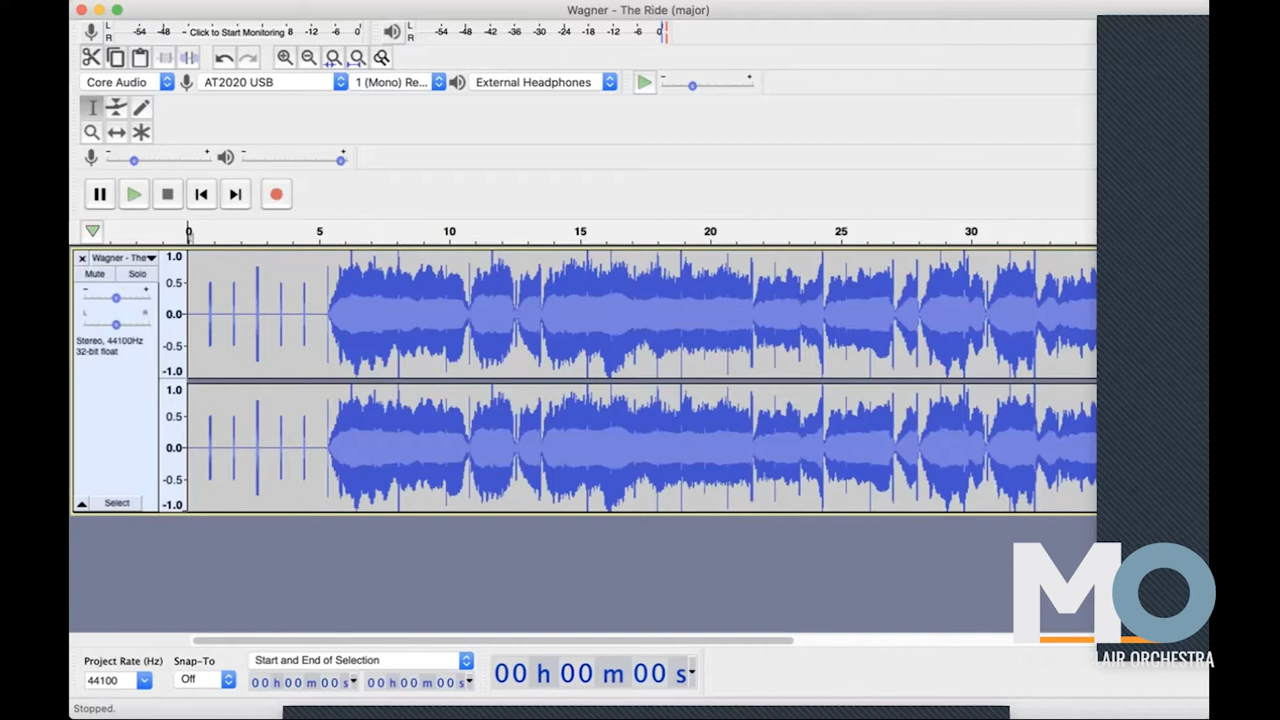 Wagner - The Ride (major)
L
R
-54 -48 - Click to Start Monitoring 8 -12 -6 0
L
R
-54 -48 -42 -36 -30 -24 -18 -12 -6 0
Core Audio AT2020 USB 1 (Mono) Re... External Headphones - +
- + - +
0 5 10 15 20 25 30
Wagner - The
Mute Solo
- +
L R
Stereo, 44100Hz
32-bit float
Select
1.0
0.5
0.0
-0.5
-1.0
1.0
0.5
0.0
-0.5
-1.0
MO
LAIR ORCHESTRA
Project Rate (Hz) Snap-To Start and End of Selection
44100 Off 00 h 00 m 00 s 00 h 00 m 00 s
00 h 00 m 00 s
Stopped.